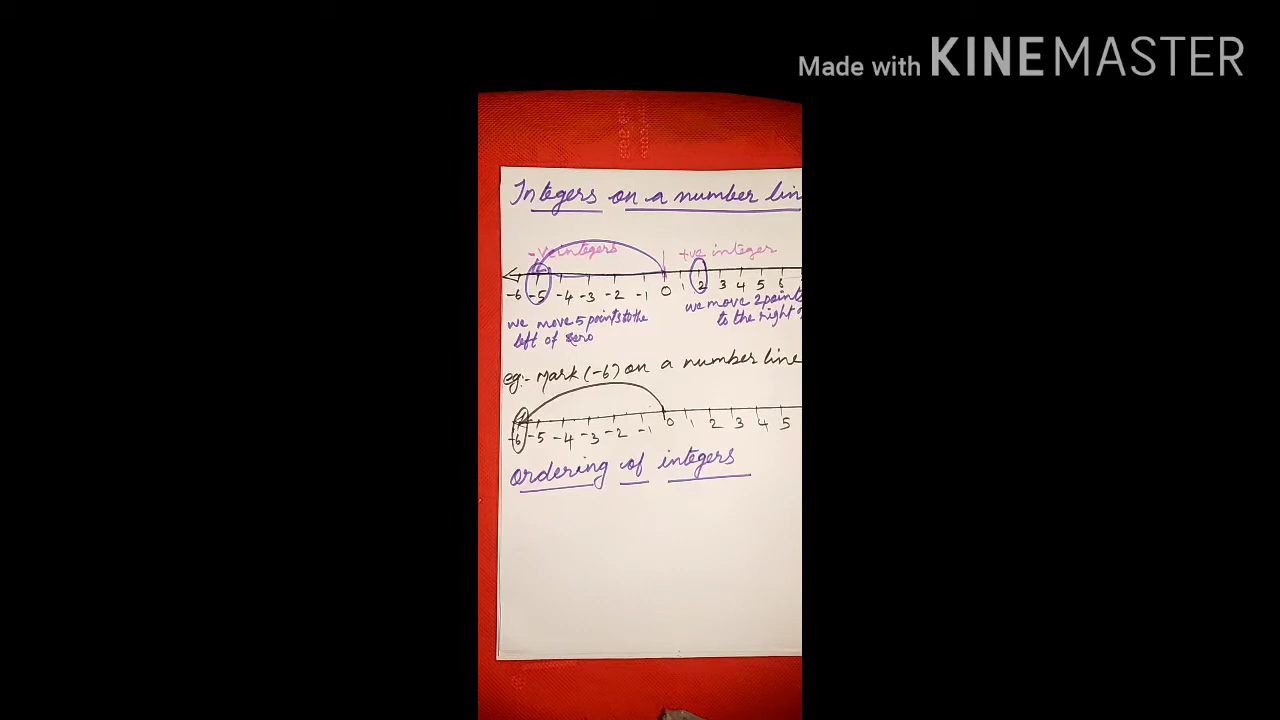 Made with KINEMASTER
Integers on a number lin
-ve integers +ve integer
-6 -5 -4 -3 -2 -1 0 1 2 3 4 5 6
we move 5 points to the
left of zero
we move 2 points
to the right o
eg:- Mark (-6) on a number line
-6 -5 -4 -3 -2 -1 0 1 2 3 4 5
ordering of integers